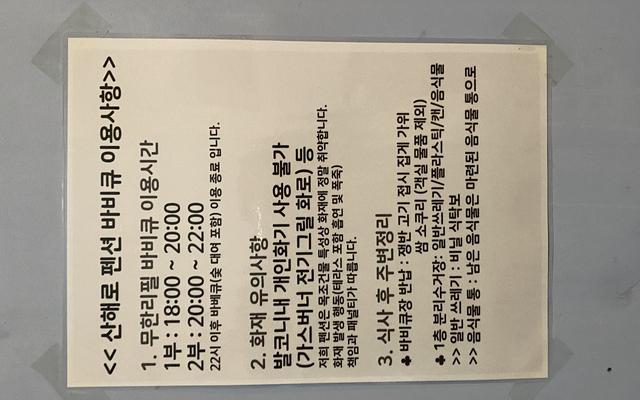 << 산해로 펜션 바비큐 이용사항>>
1. 무한리필 바비큐 이용시간
1부 : 18:00 ~ 20:00
2부 : 20:00 ~ 22:00
22시 이후 바베큐(숯 대여 포함) 이용 종료 입니다.
2. 화재 유의사항
발코니내 개인화기 사용 불가
(가스버너 전기그릴 화로) 등
저희 펜션은 목조건물 특성상 화재에 정말 취약합니다.
화재 발생 행동(테라스 포함 흡연 및 폭죽)
책임과 패널티가 따릅니다.
3. 식사 후 주변정리
♣ 바비큐장 반납 : 쟁반 고기 접시 집게 가위
쌈 소쿠리 (객실 물품 제외)
♣ 1층 분리수거장: 일반쓰레기/플라스틱/캔/음식물
>> 일반 쓰레기 : 비닐 식탁보
>> 음식물 통 : 남은 음식물은 마련된 음식물 통으로